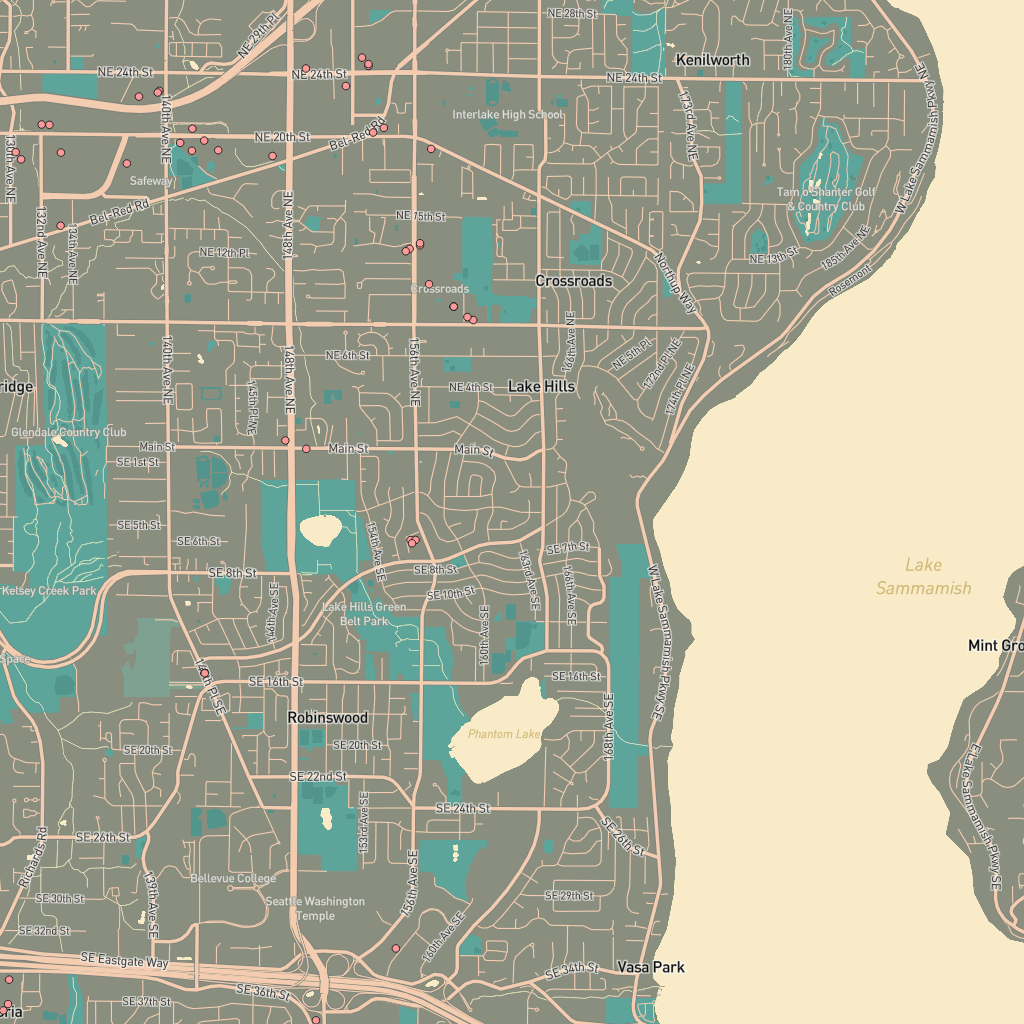 NE 28th St
NE 29th Pl
180th Ave NE
Kenilworth
NE 24th St
NE 24th St
NE 24th St
W Lake Sammamish Pkwy NE
140th Ave NE
173rd Ave NE
Interlake High School
NE 20th St
Bel-Red Rd
130th Ave NE
Safeway
Tam o'Shanter Golf
& Country Club
Bel-Red Rd
NE 15th St
148th Ave NE
132nd Ave NE
134th Ave NE
NE 12th Pl
NE 13th St
185th Ave NE
Rosemont
Northup Way
Crossroads
Crossroads
166th Ave NE
140th Ave NE
148th Ave NE
156th Ave NE
NE 6th St
NE 5th Pl
172nd Pl NE
174th Pl NE
ridge
145th Pl NE
NE 4th St
Lake Hills
Glendale Country Club
Main St
Main St
Main St
SE 1st St
SE 5th St
SE 6th St
154th Ave SE
SE 7th St
163rd Ave SE
166th Ave SE
SE 8th St
SE 8th St
Lake
Sammamish
W Lake Sammamish Pkwy SE
Kelsey Creek Park
146th Ave SE
SE 10th St
Lake Hills Green
Belt Park
160th Ave SE
Mint Gro
Space
SE 16th St
SE 16th St
Robinswood
Phantom Lake
168th Ave SE
SE 20th St
SE 20th St
SE 22nd St
E Lake Sammamish Pkwy SE
153rd Ave SE
SE 24th St
SE 26th St
SE 26th St
Richards Rd
139th Ave SE
Bellevue College
156th Ave SE
SE 30th St
SE 29th St
Seattle Washington
Temple
160th Ave SE
SE 32nd St
SE Eastgate Way
SE 34th St
Vasa Park
SE 36th St
SE 37th St